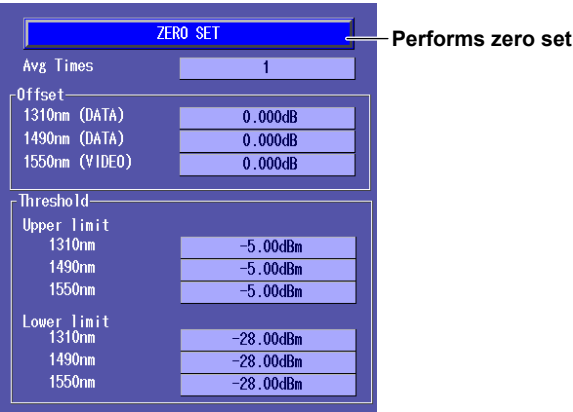 ZERO SET
Performs zero set
Avg Times 1
Offset
1310nm (DATA) 0.000dB
1490nm (DATA) 0.000dB
1550nm (VIDEO) 0.000dB
Threshold
Upper limit
1310nm -5.00dBm
1490nm -5.00dBm
1550nm -5.00dBm
Lower limit
1310nm -28.00dBm
1490nm -28.00dBm
1550nm -28.00dBm